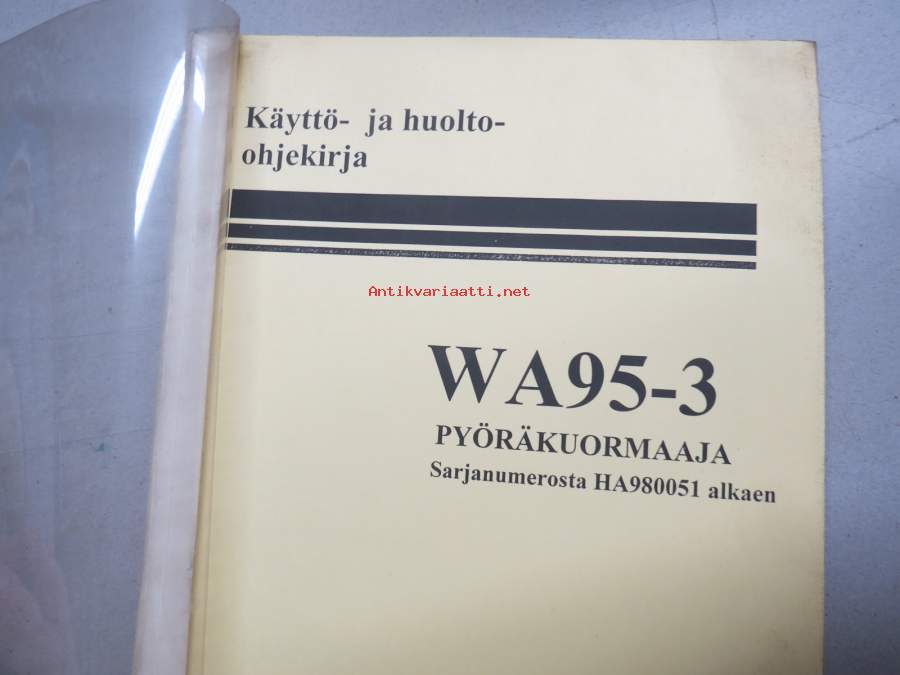 Käyttö- ja huolto-
ohjekirja
Antikvariaatti.net
WA95-3
PYÖRÄKUORMAAJA
Sarjanumerosta HA980051 alkaen